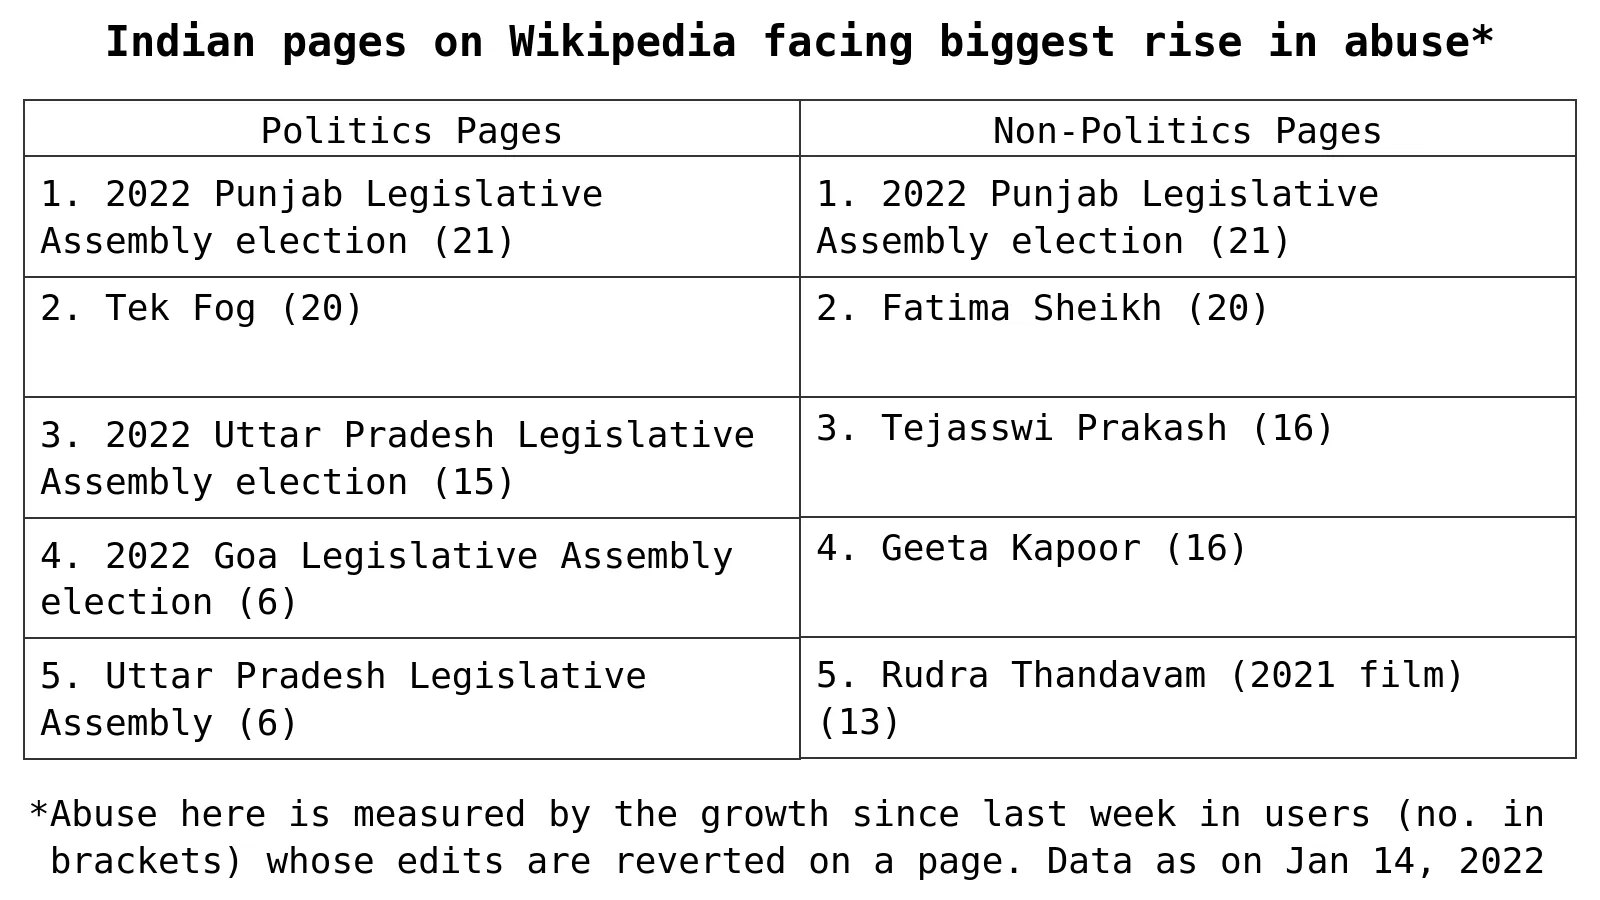 Indian pages on Wikipedia facing biggest rise in abuse*
Politics Pages
Non-Politics Pages
1. 2022 Punjab Legislative
Assembly election (21)
1. 2022 Punjab Legislative
Assembly election (21)
2. Tek Fog (20)
2. Fatima Sheikh (20)
3. 2022 Uttar Pradesh Legislative
Assembly election (15)
3. Tejasswi Prakash (16)
4. 2022 Goa Legislative Assembly
election (6)
4. Geeta Kapoor (16)
5. Uttar Pradesh Legislative
Assembly (6)
5. Rudra Thandavam (2021 film)
(13)
*Abuse here is measured by the growth since last week in users (no. in
brackets) whose edits are reverted on a page. Data as on Jan 14, 2022